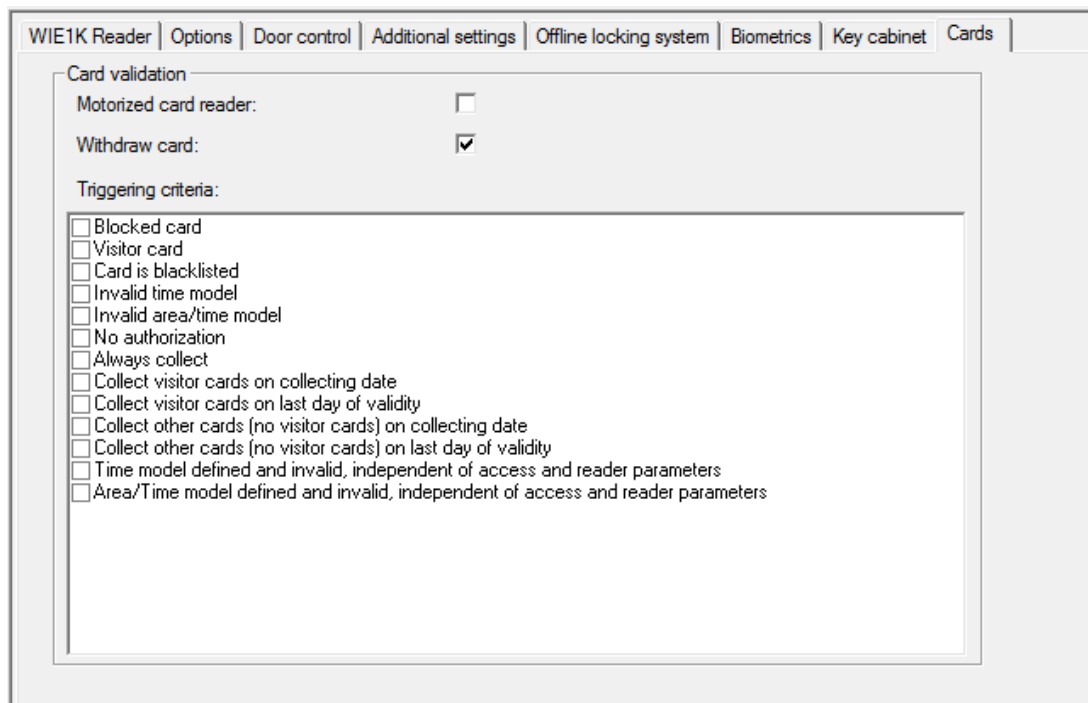 WIE1K Reader Options Door control Additional settings Offline locking system Biometrics Key cabinet Cards
Card validation
Motorized card reader:
Withdraw card:
Triggering criteria:
Blocked card
Visitor card
Card is blacklisted
Invalid time model
Invalid area/time model
No authorization
Always collect
Collect visitor cards on collecting date
Collect visitor cards on last day of validity
Collect other cards (no visitor cards) on collecting date
Collect other cards (no visitor cards) on last day of validity
Time model defined and invalid, independent of access and reader parameters
Area/Time model defined and invalid, independent of access and reader parameters